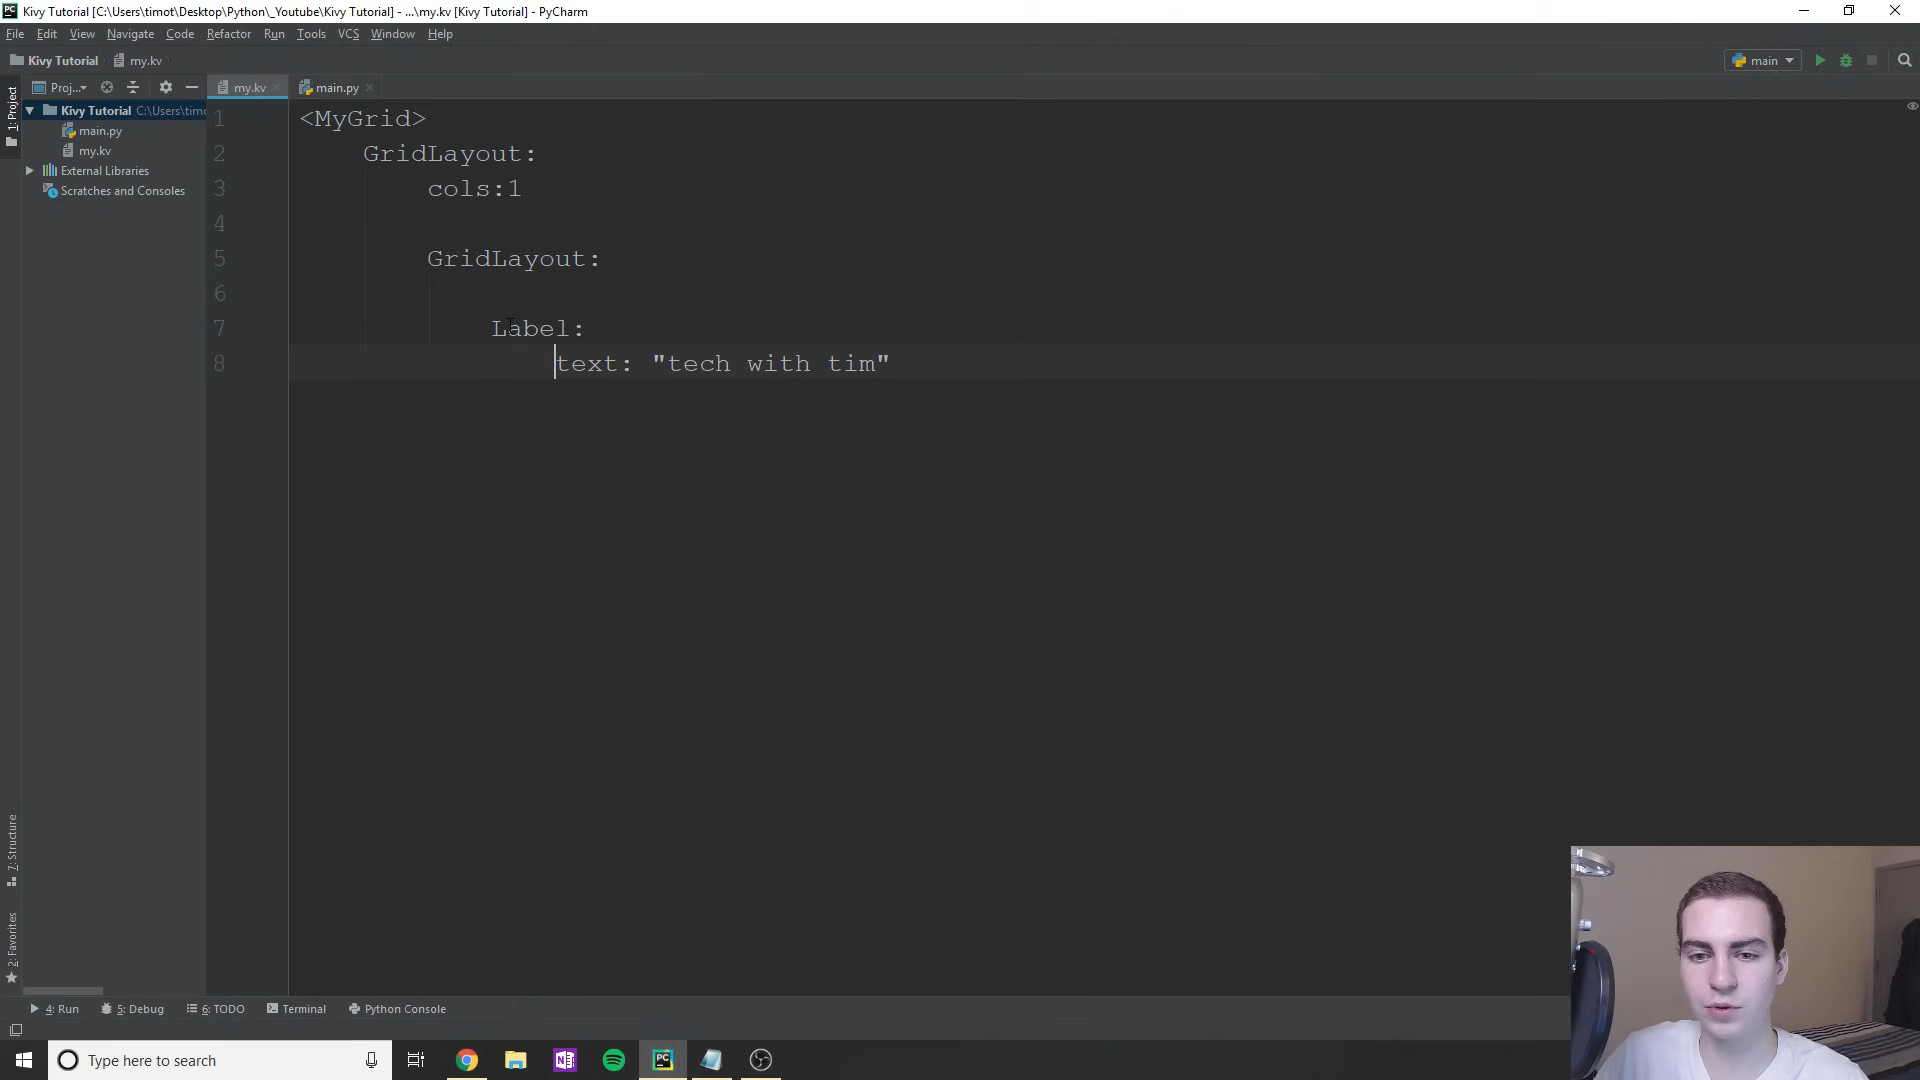 Kivy Tutorial [C:\Users\timot\Desktop\Python\_Youtube\Kivy Tutorial] - ...\my.kv [Kivy Tutorial] - PyCharm
File Edit View Navigate Code Refactor Run Tools VCS Window Help
Kivy Tutorial my.kv main
1: Project
Proj... my.kv main.py
Kivy Tutorial C:\Users\timo
main.py
my.kv
External Libraries
Scratches and Consoles
1 <MyGrid>
2 GridLayout:
3 cols:1
4
5 GridLayout:
6
7 Label:
8 text: "tech with tim"
7: Structure
2: Favorites
4: Run 5: Debug 6: TODO Terminal Python Console
Type here to search